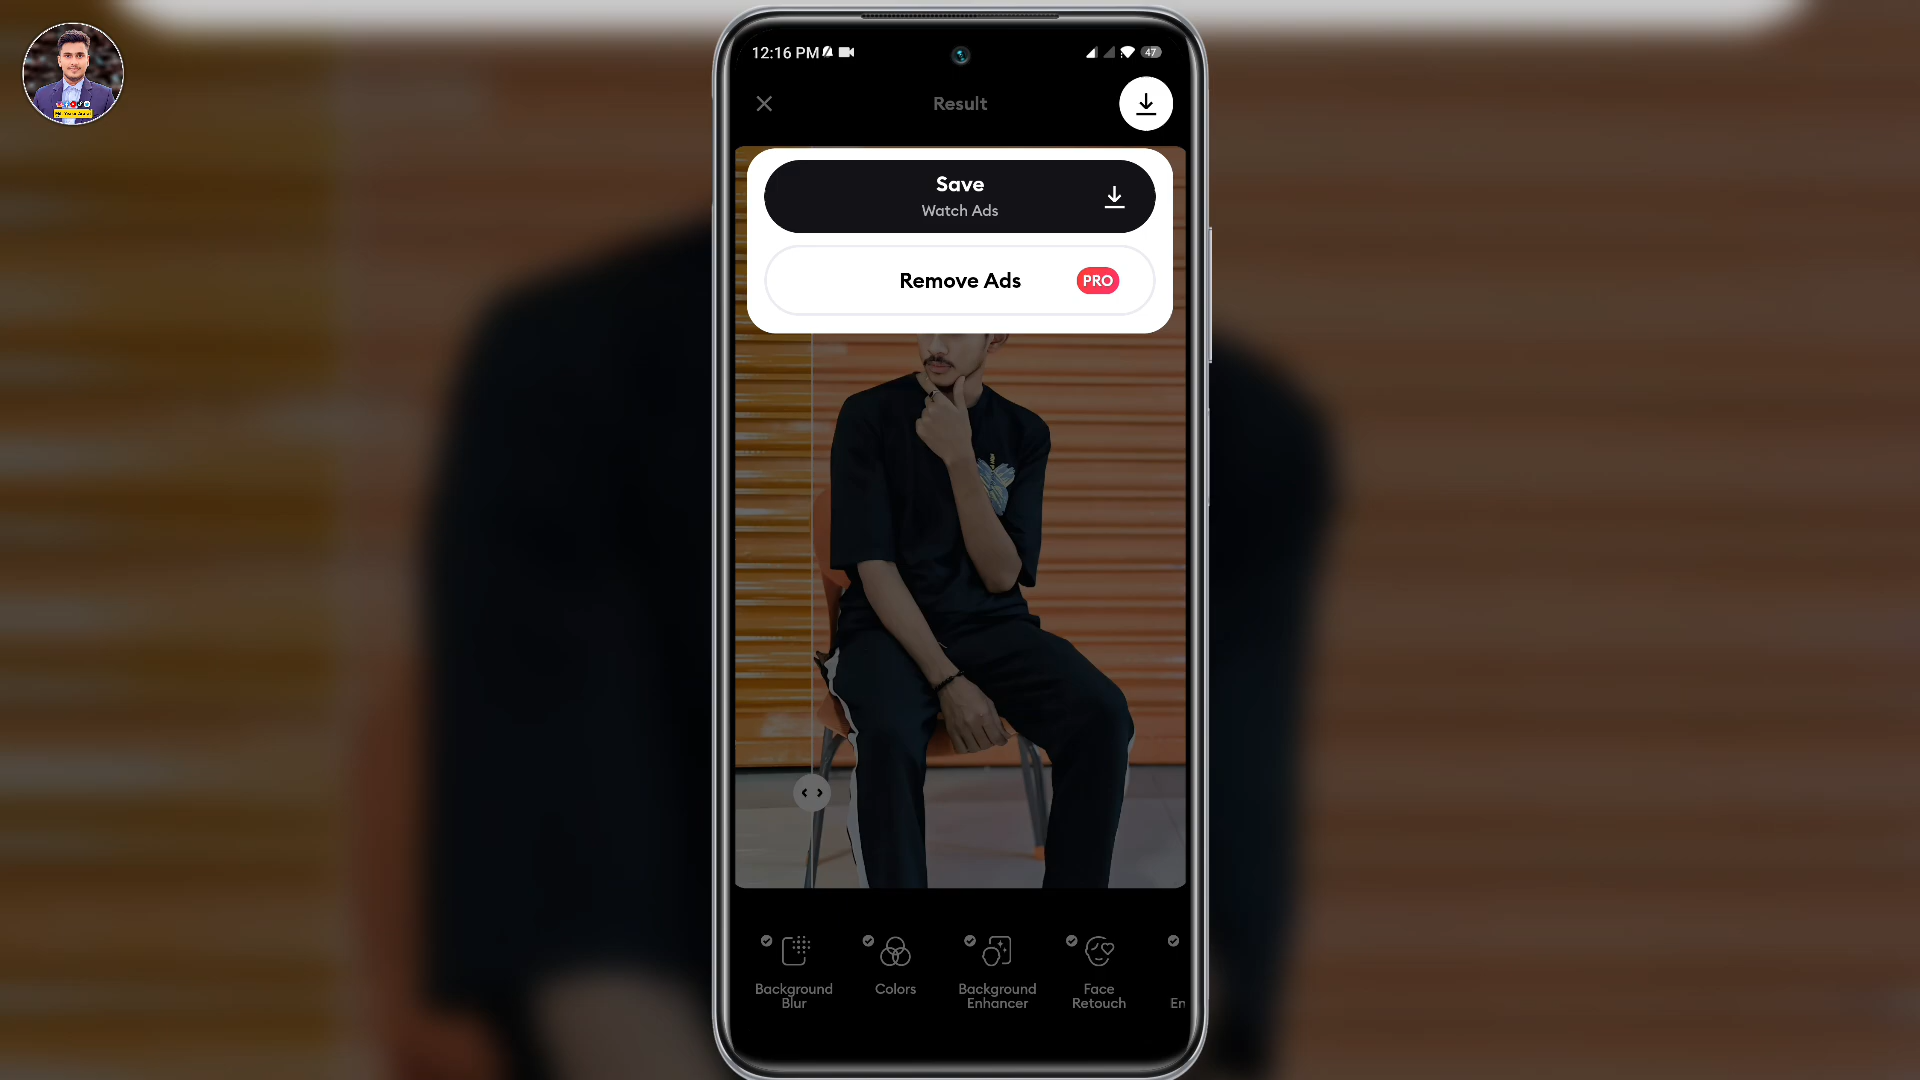 12:16 PM
47
Result
Save
Watch Ads
Remove Ads
PRO
Background
Blur
Colors
Background
Enhancer
Face
Retouch
En